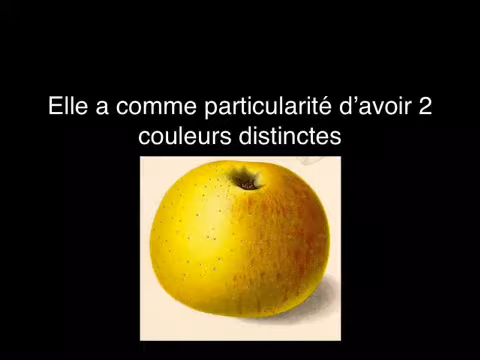 Elle a comme particularité d’avoir 2
couleurs distinctes